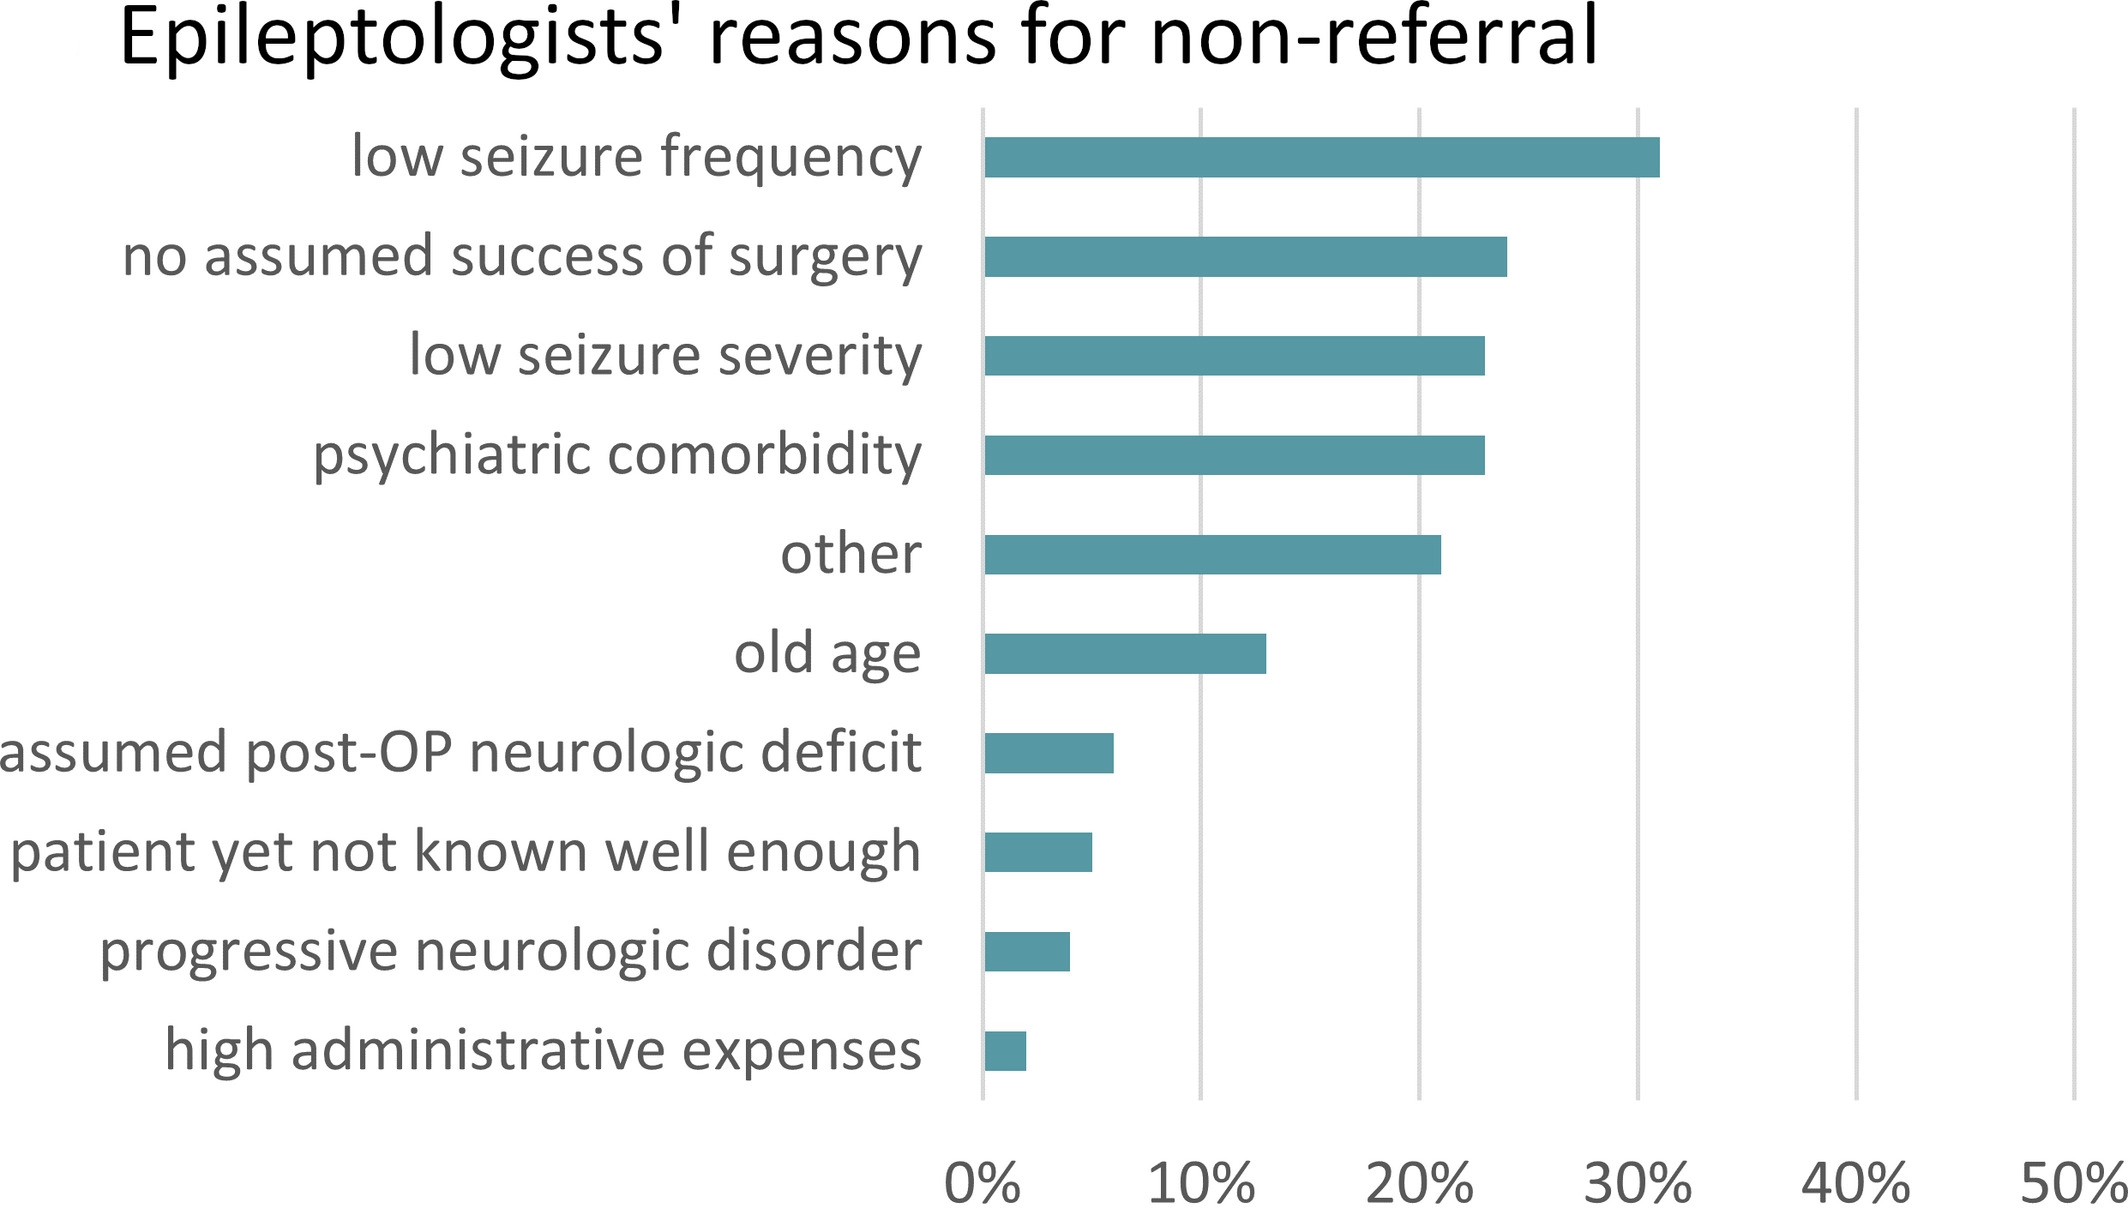 Epileptologists' reasons for non-referral
low seizure frequency
no assumed success of surgery
low seizure severity
psychiatric comorbidity
other
old age
assumed post-OP neurologic deficit
patient yet not known well enough
progressive neurologic disorder
high administrative expenses
0% 10% 20% 30% 40% 50%